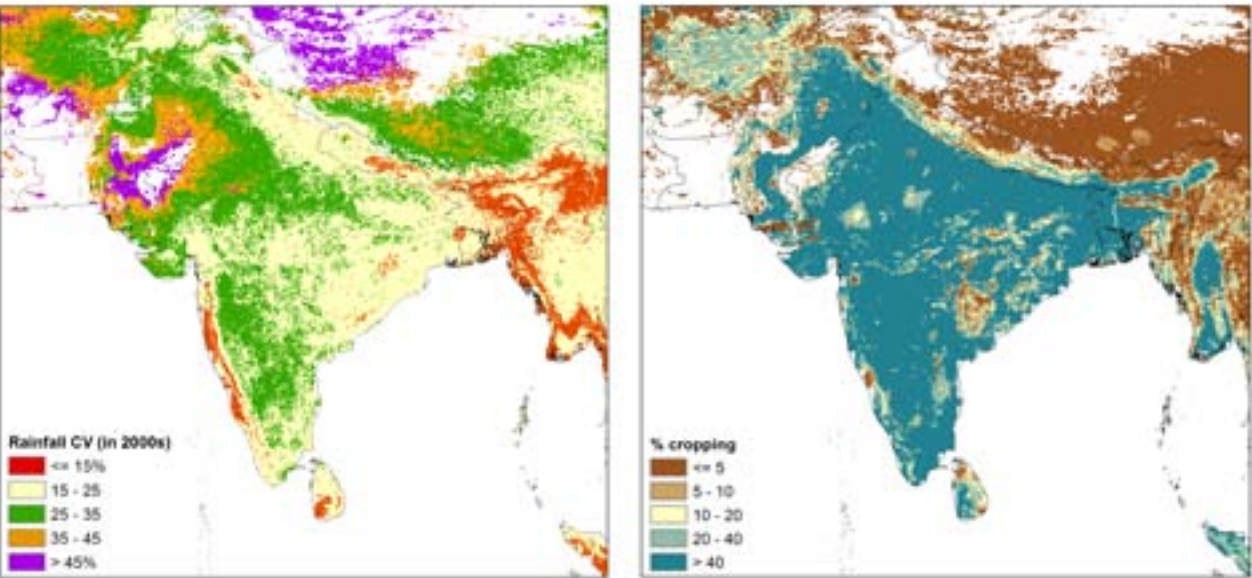 Rainfall CV (in 2000s)
<= 15%
15 - 25
25 - 35
35 - 45
> 45%
% cropping
<= 5
5 - 10
10 - 20
20 - 40
> 40